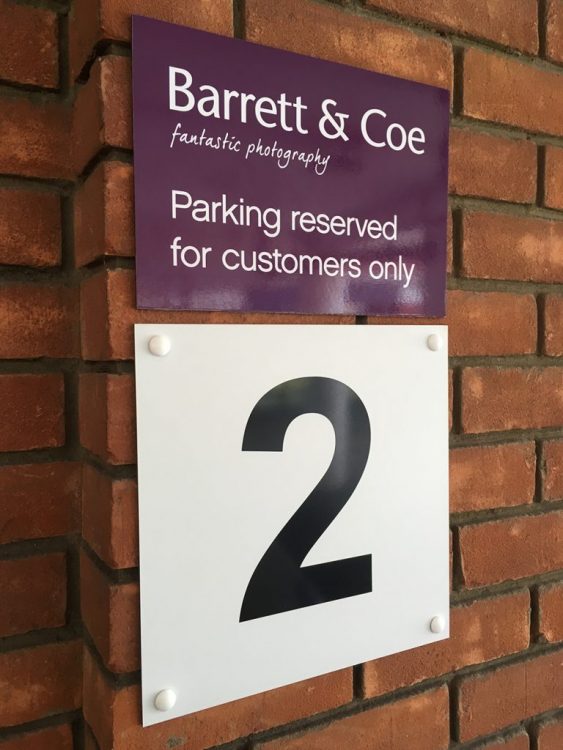 Barrett & Coe
fantastic photography
Parking reserved
for customers only
2